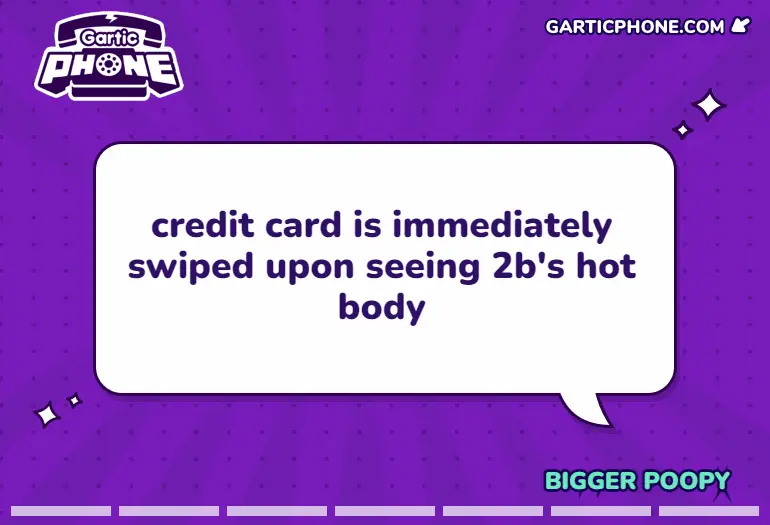 Gartic
PHONE
GARTICPHONE.COM
credit card is immediately
swiped upon seeing 2b's hot
body
BIGGER POOPY